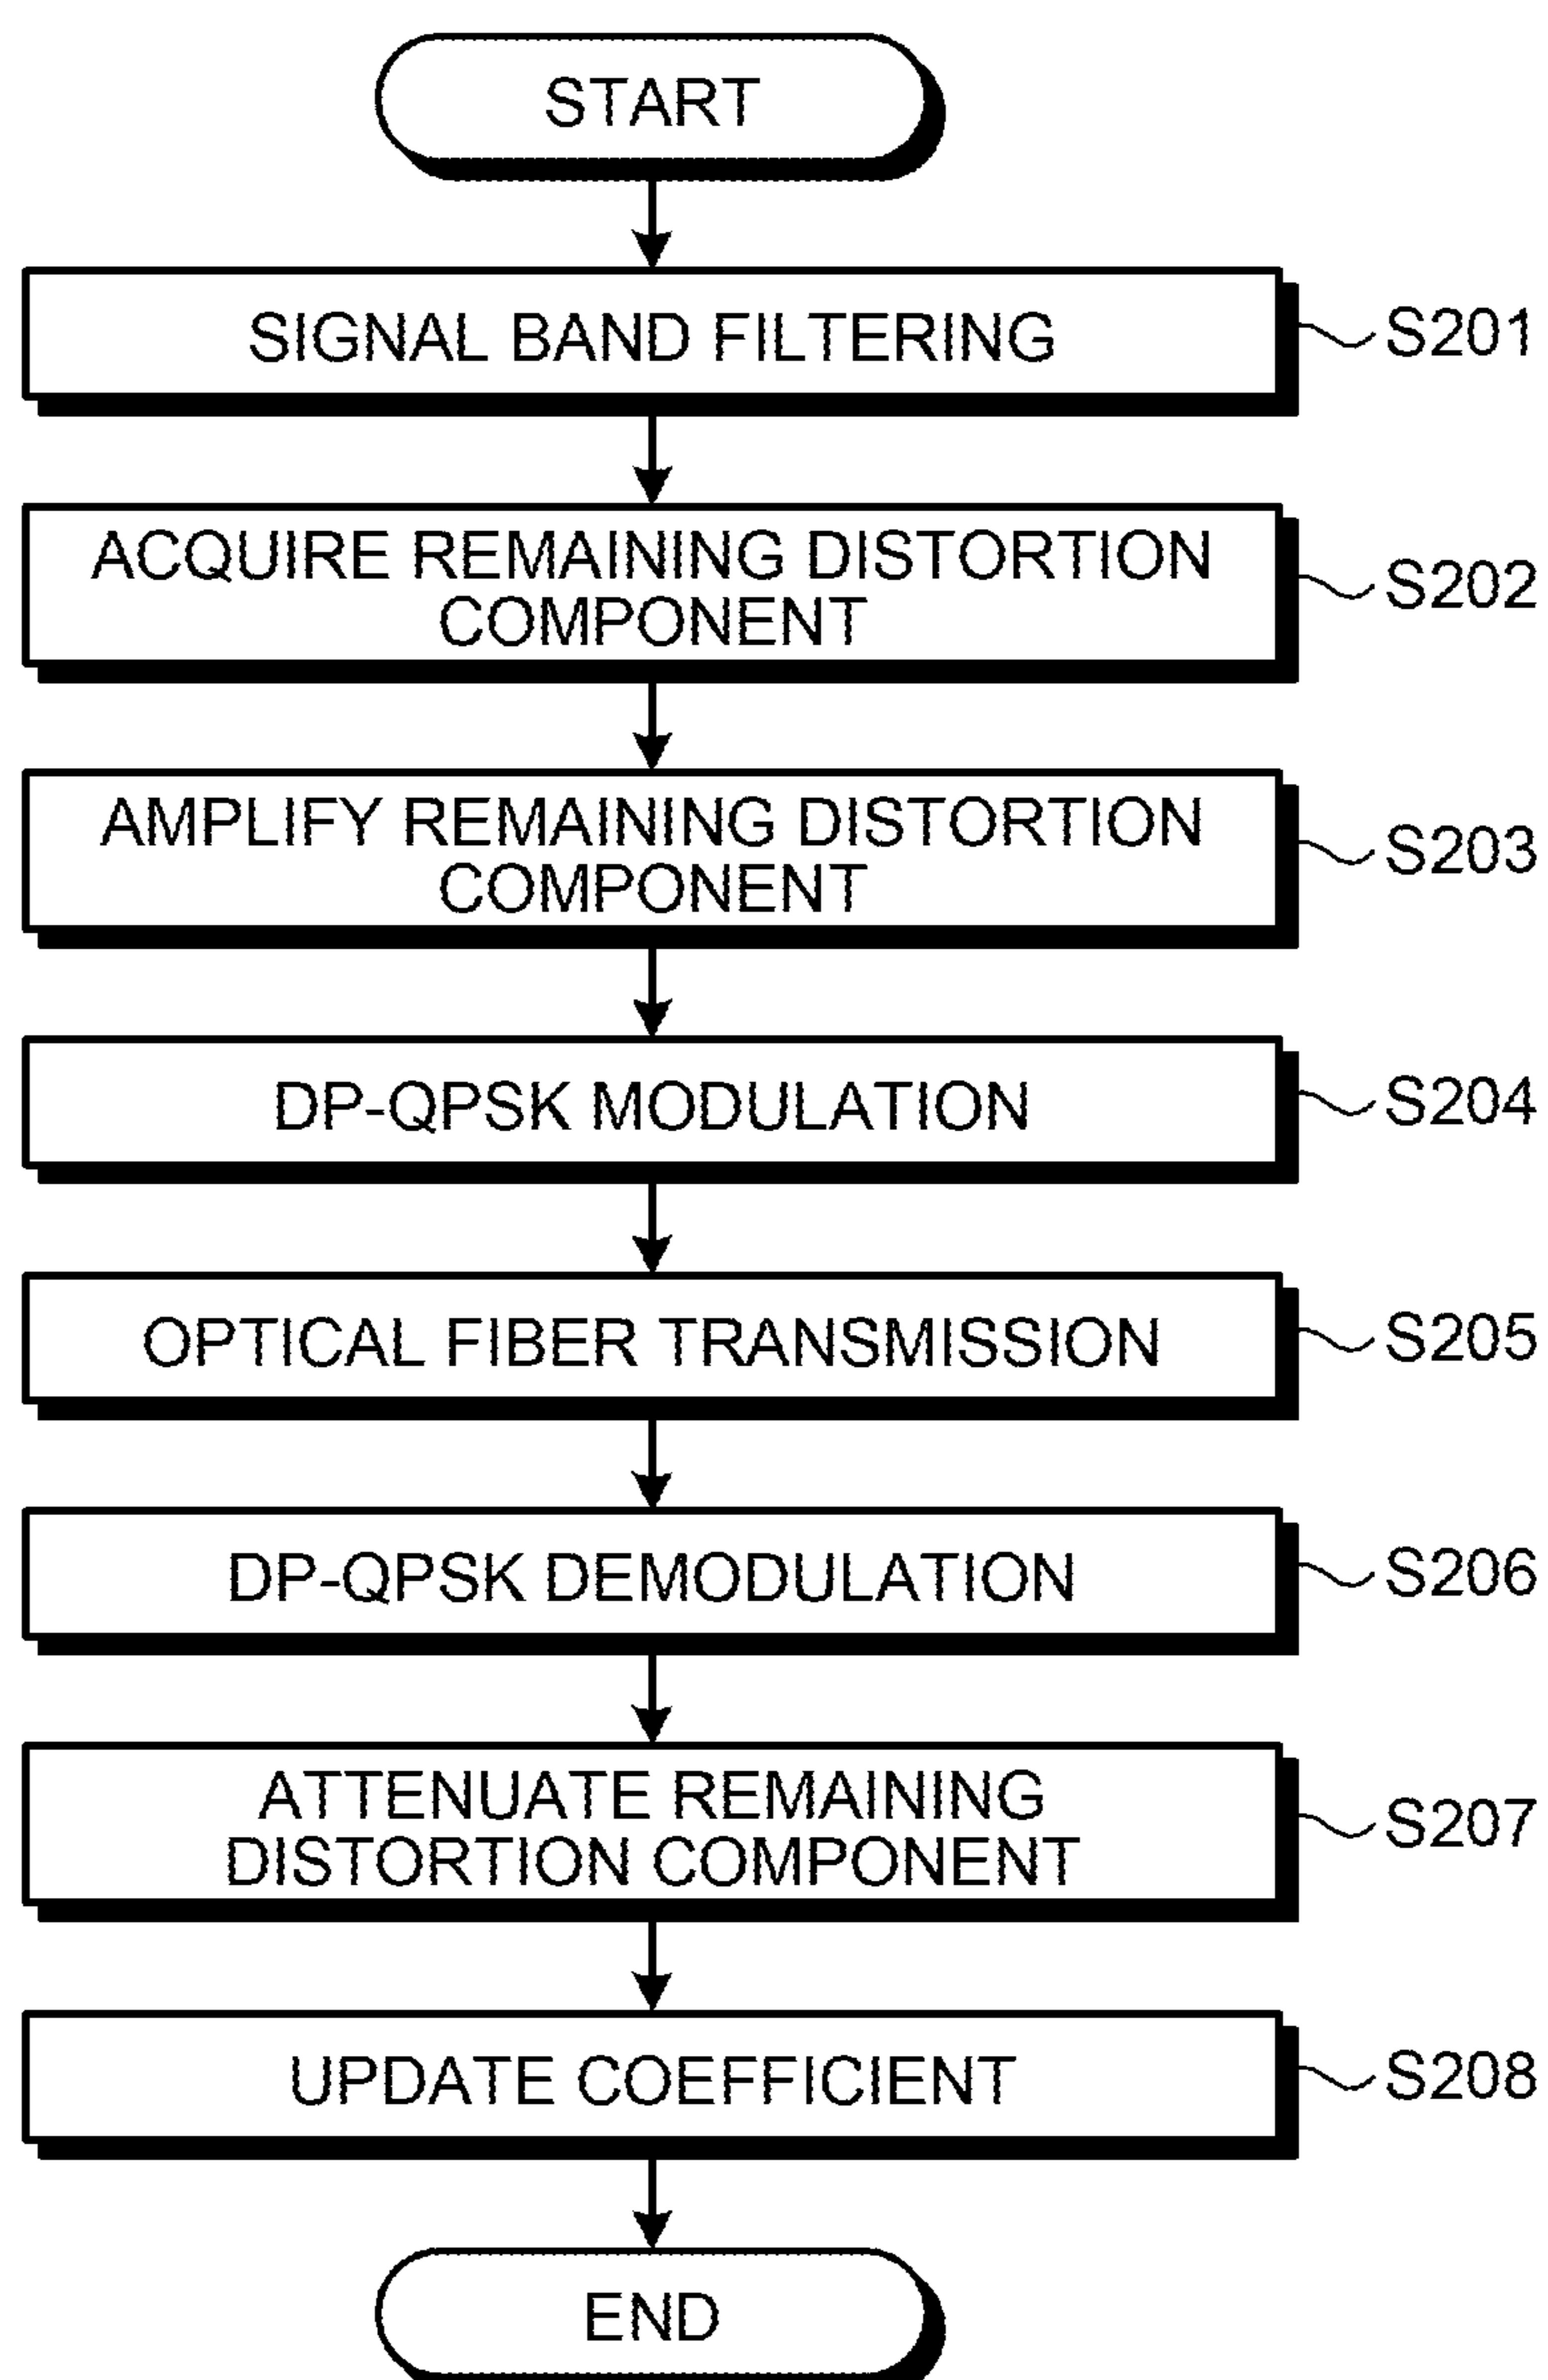 START
SIGNAL BAND FILTERING
S201
ACQUIRE REMAINING DISTORTION
COMPONENT
S202
AMPLIFY REMAINING DISTORTION
COMPONENT
S203
DP-QPSK MODULATION
S204
OPTICAL FIBER TRANSMISSION
S205
DP-QPSK DEMODULATION
S206
ATTENUATE REMAINING
DISTORTION COMPONENT
S207
UPDATE COEFFICIENT
S208
END